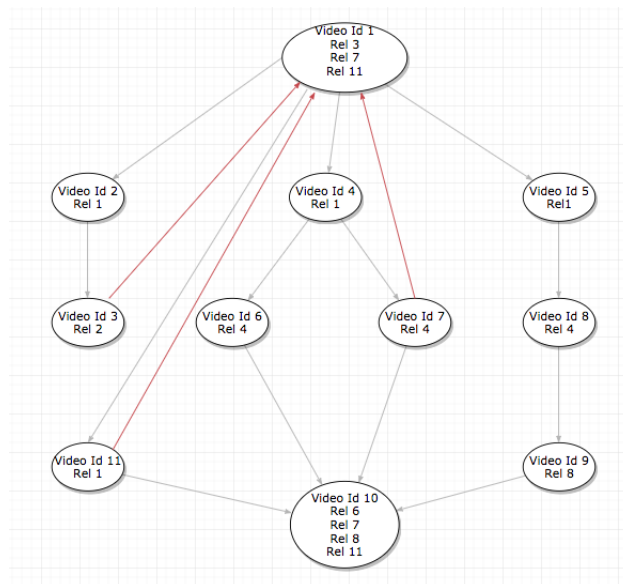 Video Id 1
Rel 3
Rel 7
Rel 11
Video Id 2
Rel 1
Video Id 4
Rel 1
Video Id 5
Rel1
Video Id 3
Rel 2
Video Id 6
Rel 4
Video Id 7
Rel 4
Video Id 8
Rel 4
Video Id 11
Rel 1
Video Id 9
Rel 8
Video Id 10
Rel 6
Rel 7
Rel 8
Rel 11